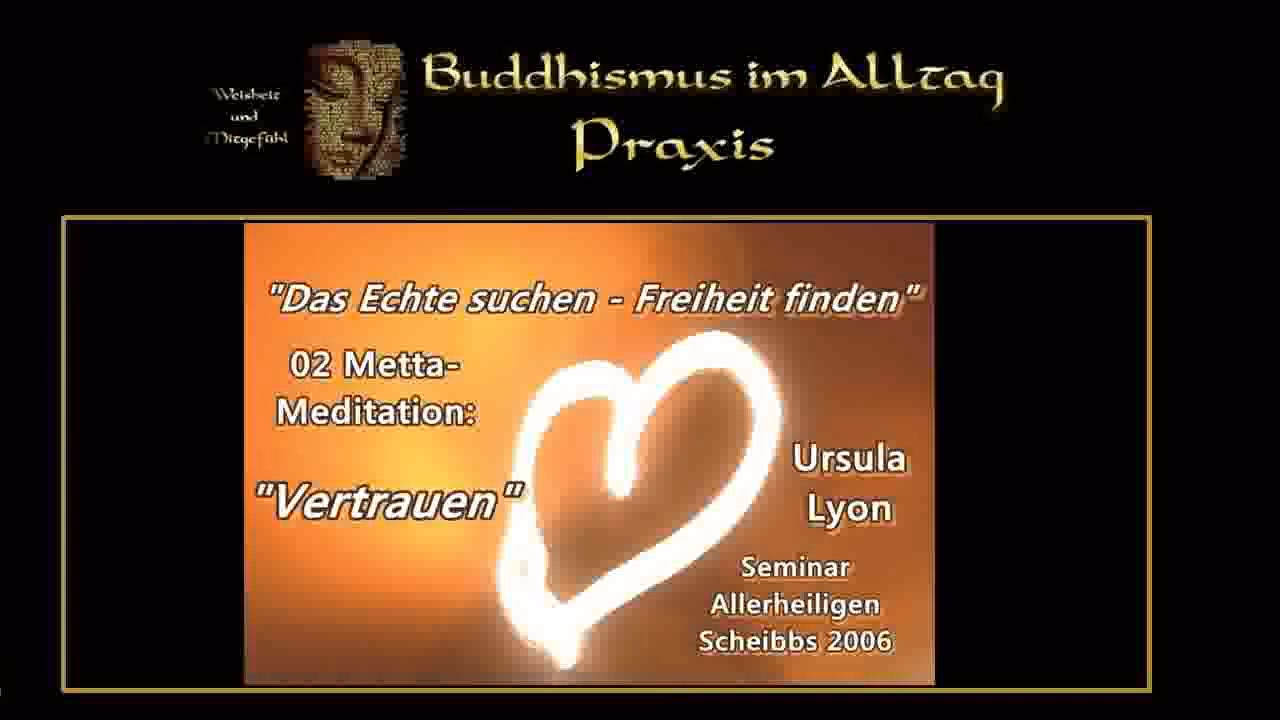 Weisheit
und
Mitgefühl
Buddhismus im Alltag
Praxis
"Das Echte suchen - Freiheit finden"
02 Metta-
Meditation:
"Vertrauen"
Ursula
Lyon
Seminar
Allerheiligen
Scheibbs 2006